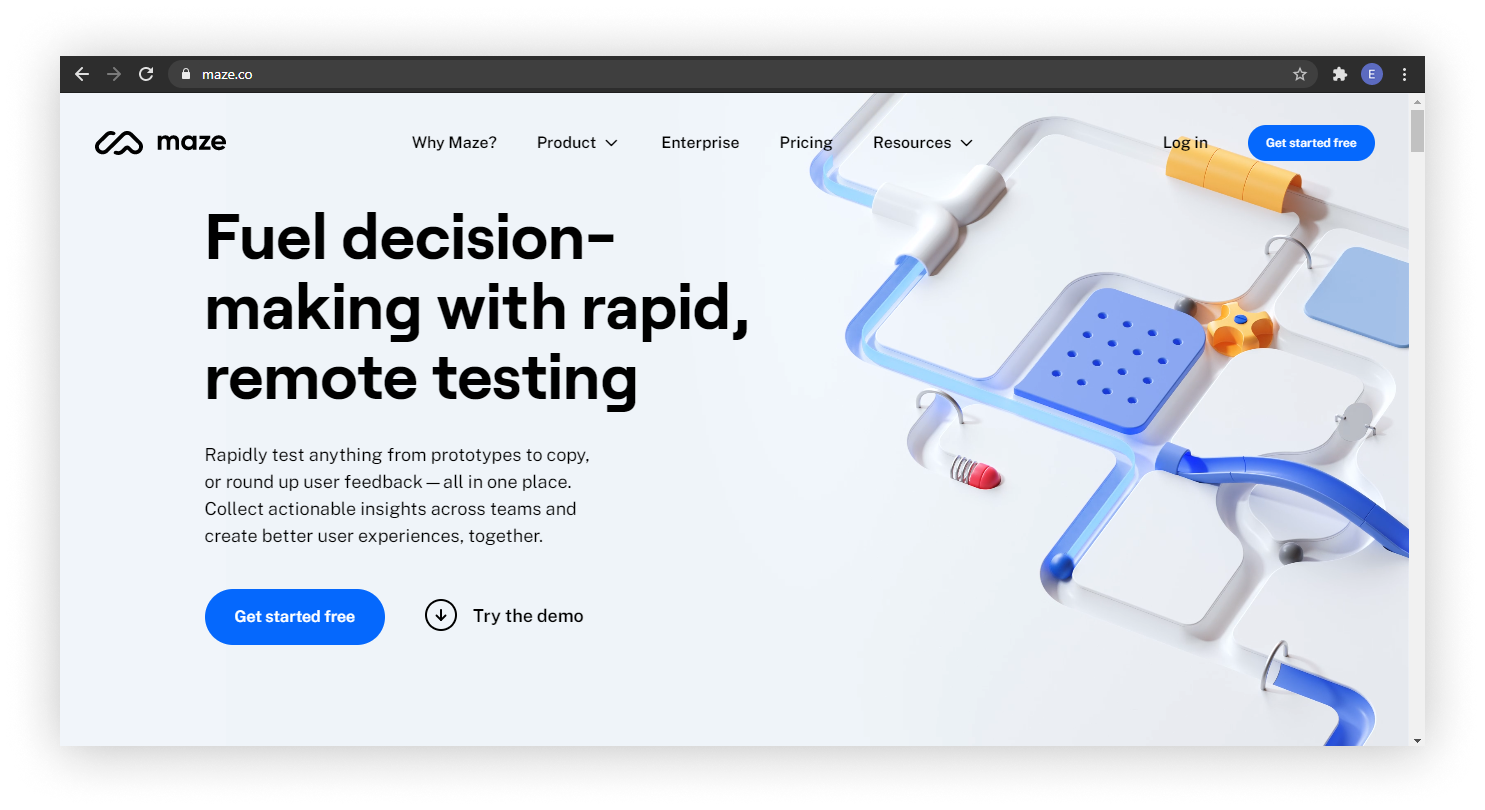 maze.co
E
maze
Why Maze?
Product
Enterprise
Pricing
Resources
Log in
Get started free
Fuel decision-
making with rapid,
remote testing
Rapidly test anything from prototypes to copy,
or round up user feedback — all in one place.
Collect actionable insights across teams and
create better user experiences, together.
Get started free
Try the demo